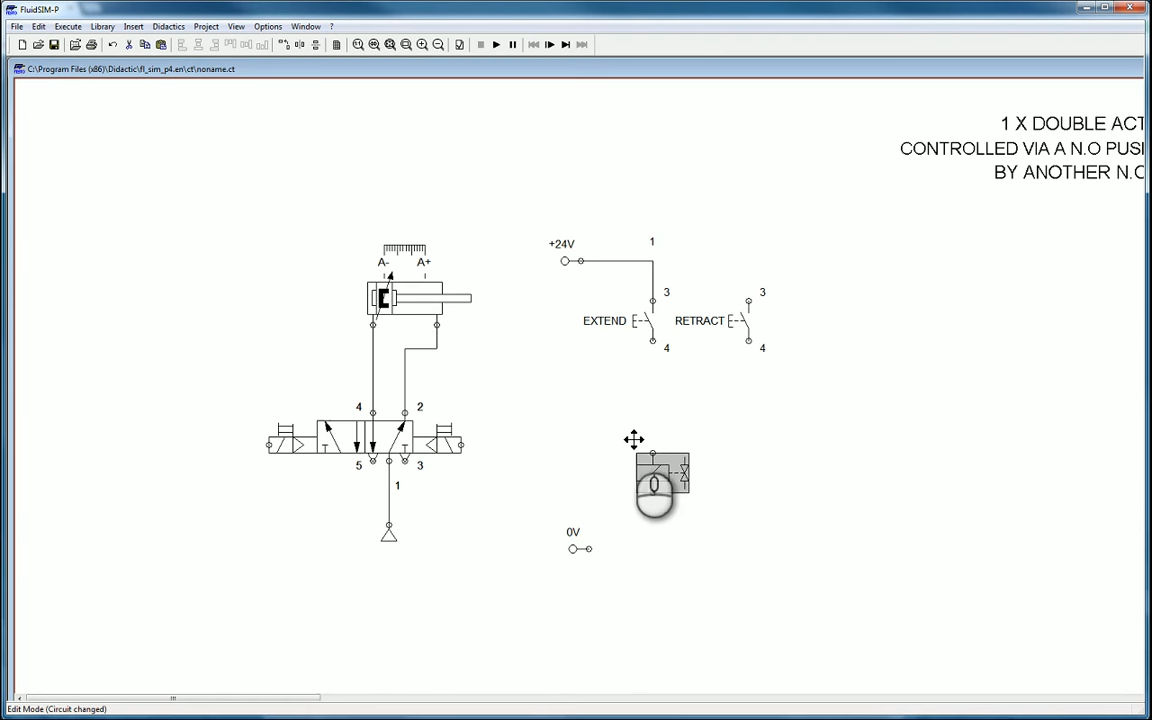 FluidSIM-P
File Edit Execute Library Insert Didactics Project View Options Window ?
C:\Program Files (x86)\Didactic\fl_sim_p4.en\ct\noname.ct
1 X DOUBLE ACT
CONTROLLED VIA A N.O PUS
BY ANOTHER N.O
A- A+
+24V 1
3 3
EXTEND RETRACT
4 4
4 2
5 3
1
0V
Edit Mode (Circuit changed)